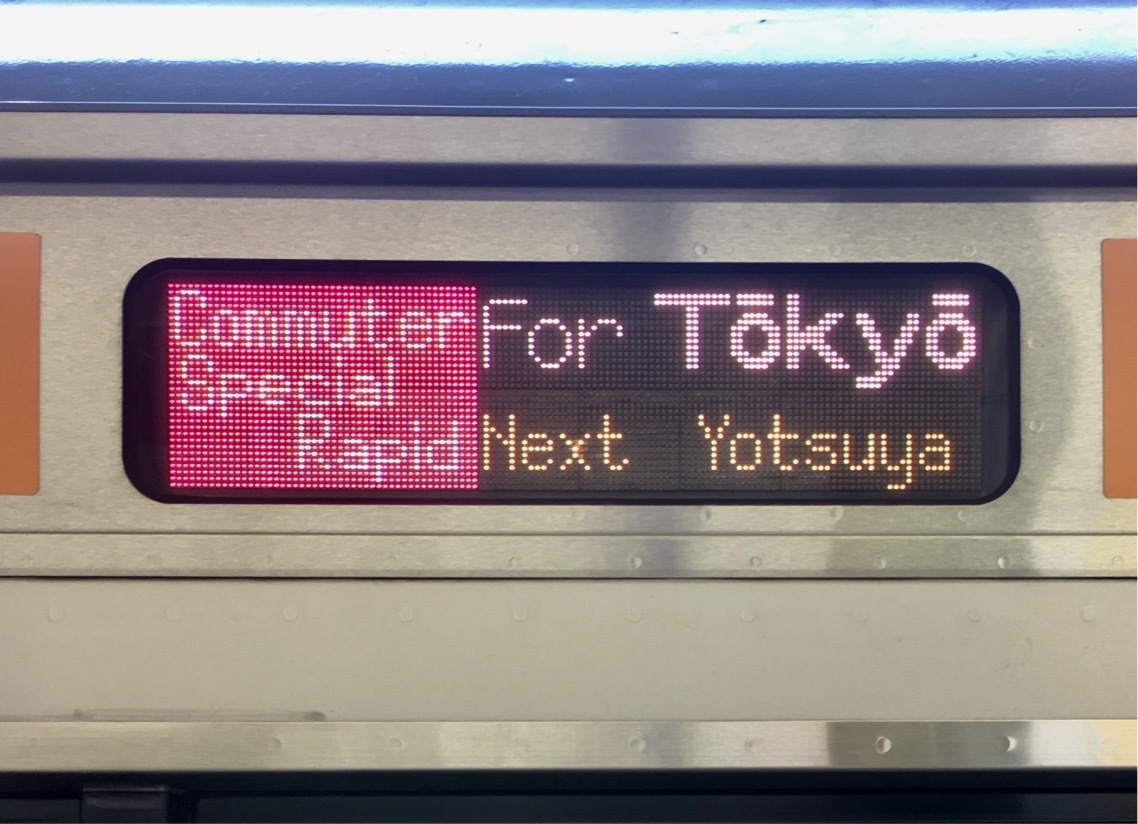 Commuter
Special
Rapid
For Tōkyō
Next Yotsuya